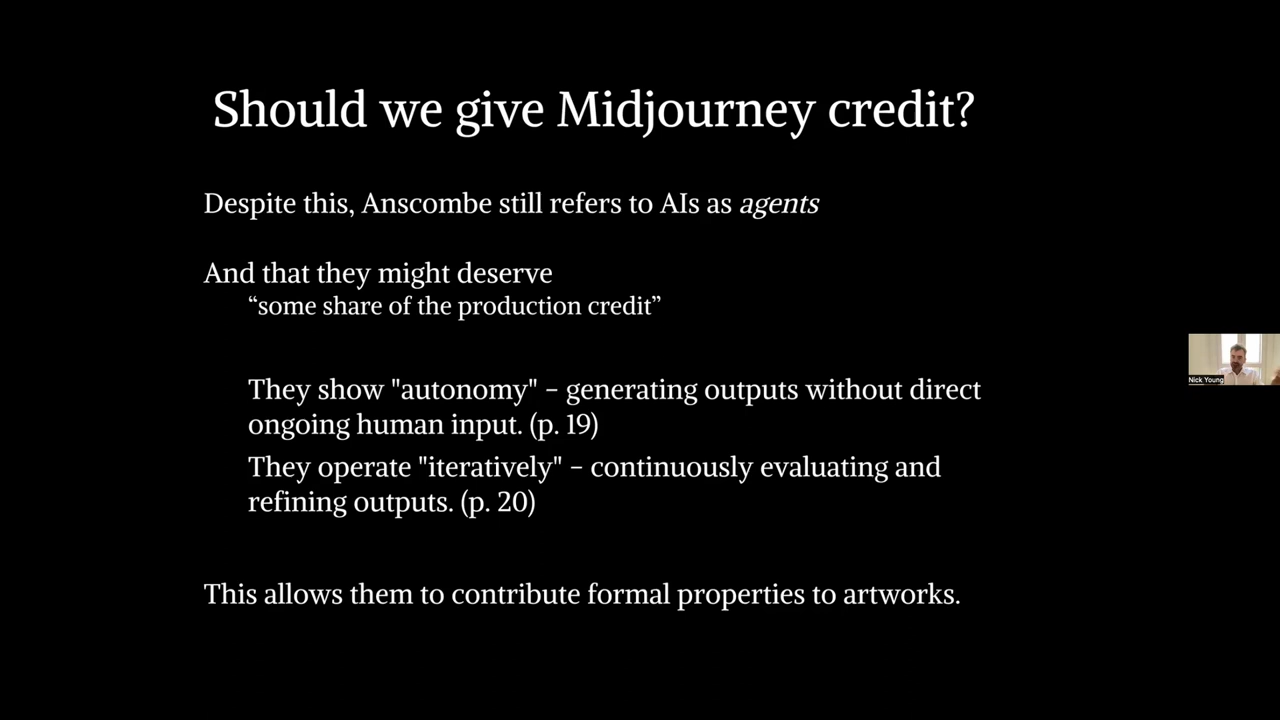 Should we give Midjourney credit?
Despite this, Anscombe still refers to AIs as agents
And that they might deserve
“some share of the production credit”
They show "autonomy" – generating outputs without direct
ongoing human input. (p. 19)
They operate "iteratively" – continuously evaluating and
refining outputs. (p. 20)
This allows them to contribute formal properties to artworks.
Nick Young